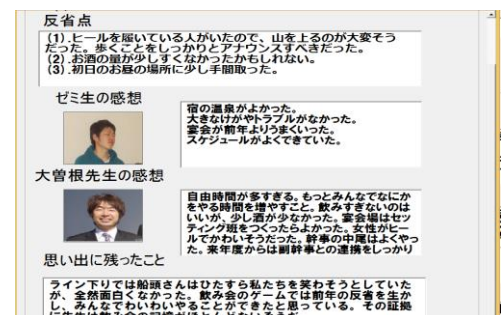 反省点
(1).ヒールを履いている人がいたので、山を上るのが大変そう
だった。歩くことをしっかりとアナウンスすべきだった。
(2).お酒の量が少しすくなかったかもしれない。
(3).初日のお昼の場所に少し手間取った。
ゼミ生の感想
宿の温泉がよかった。
大きなけがやトラブルがなかった。
宴会が前年よりうまくいった。
スケジュールがよくできていた。
大曽根先生の感想
自由時間が多すぎる。もっとみんなでなにか
をやる時間を増やすこと。飲みすぎないのは
いいが、少し酒が少なかった。宴会場はセッ
ティング班をつくったらよかった。女性がヒー
ルでかわいそうだった。幹事の中尾はよくやっ
た。来年度からは副幹事との連携をしっかり
思い出に残ったこと
ライン下りでは船頭さんはひたすら私たちを笑わそうとしていた
が、全然面白くなかった。飲み会のゲームでは前年の反省を生か
し、みんなでわいわいやることができたと思っている。その証拠